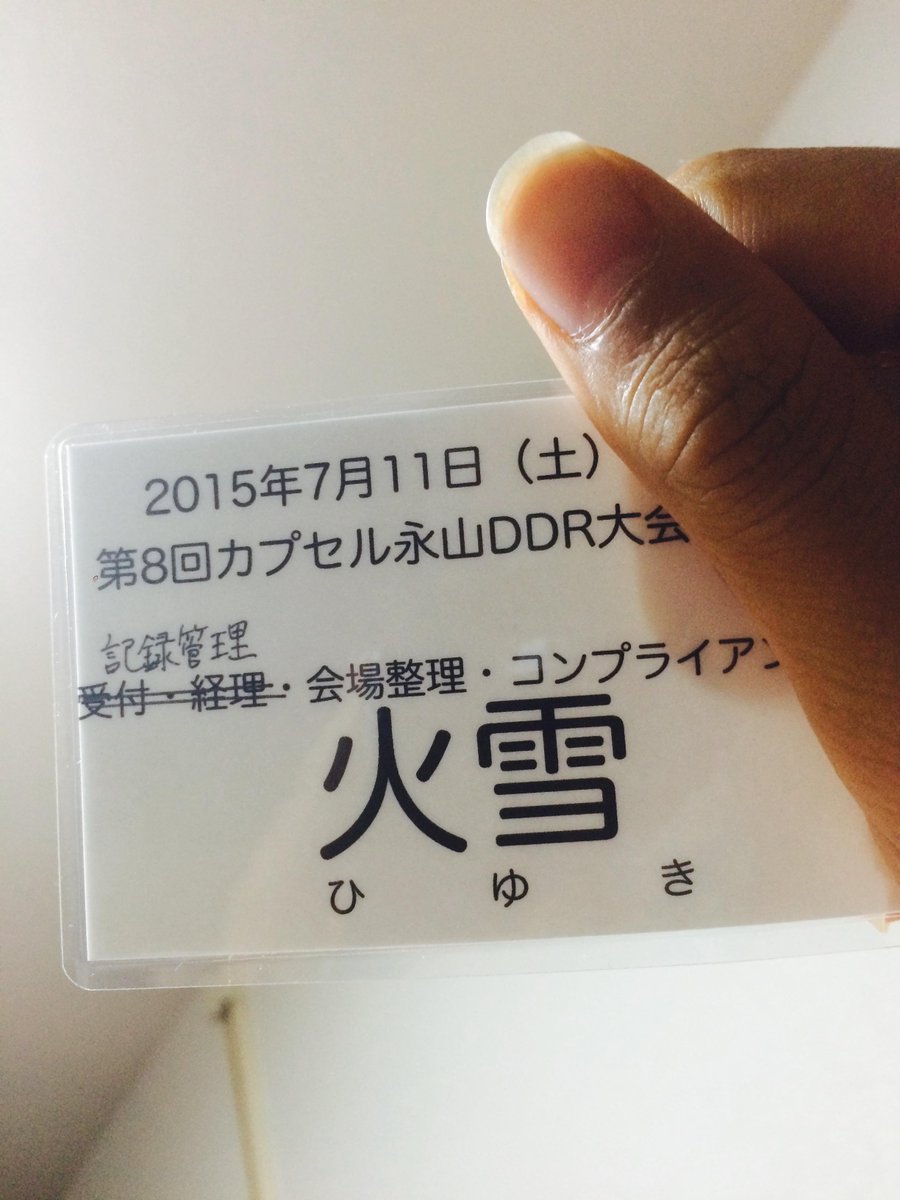 2015年7月11日（土）
第8回カプセル永山DDR大会
記録管理
受付・経理・会場整理・コンプライアン
火雪
ひゆき